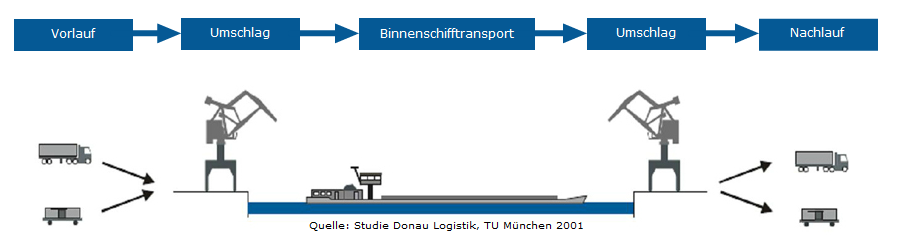 Vorlauf
Umschlag
Binnenschifftransport
Umschlag
Nachlauf
Quelle: Studie Donau Logistik, TU München 2001